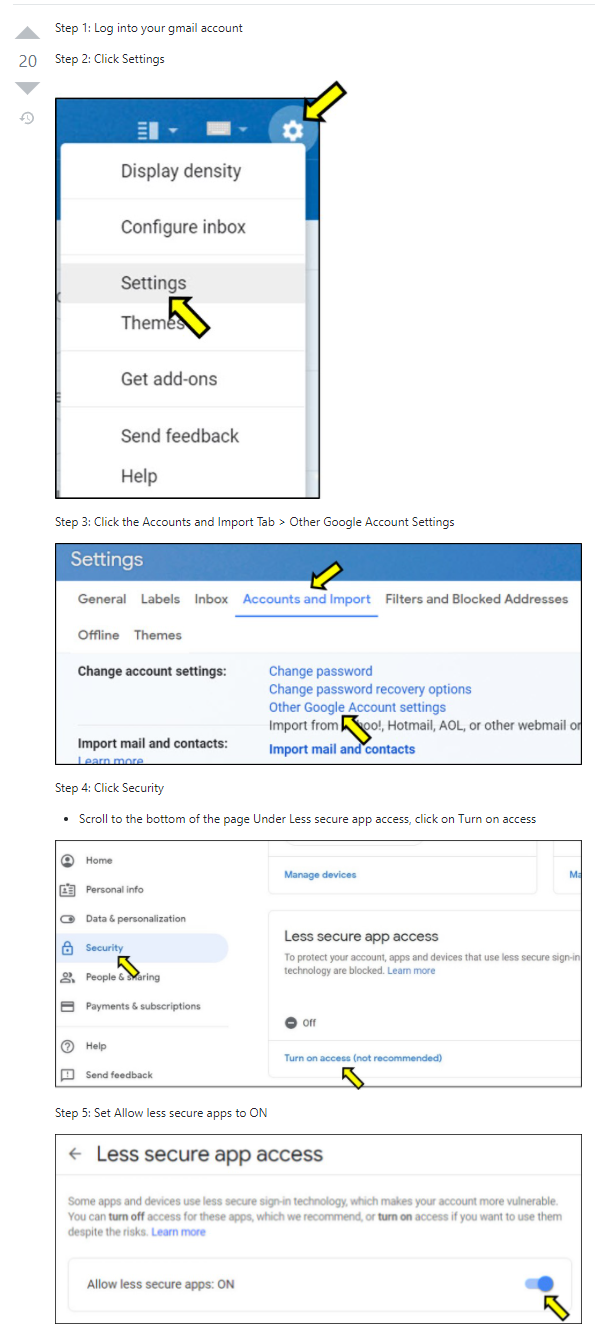 Step 1: Log into your gmail account
20
Step 2: Click Settings
Display density
Configure inbox
Settings
Themes
Get add-ons
Send feedback
Help
Step 3: Click the Accounts and Import Tab > Other Google Account Settings
Settings
General Labels Inbox Accounts and Import Filters and Blocked Addresses
Offline Themes
Change account settings: Change password
Change password recovery options
Other Google Account settings
Import from Yahoo!, Hotmail, AOL, or other webmail or
Import mail and contacts: Import mail and contacts
Learn more
Step 4: Click Security
• Scroll to the bottom of the page Under Less secure app access, click on Turn on access
Home
Personal info
Data & personalization
Security
People & sharing
Payments & subscriptions
Help
Send feedback
Manage devices Ma
Less secure app access
To protect your account, apps and devices that use less secure sign-in
technology are blocked. Learn more
Off
Turn on access (not recommended)
Step 5: Set Allow less secure apps to ON
Less secure app access
Some apps and devices use less secure sign-in technology, which makes your account more vulnerable.
You can turn off access for these apps, which we recommend, or turn on access if you want to use them
despite the risks. Learn more
Allow less secure apps: ON